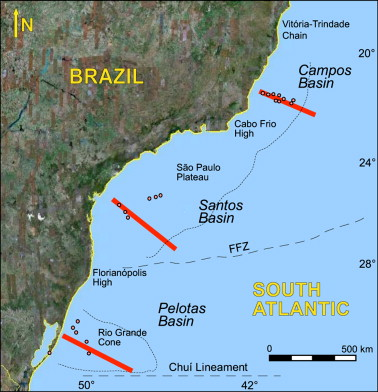 N
Vitória-Trindade
Chain
20°
BRAZIL
Campos
Basin
Cabo Frio
High
São Paulo
Plateau
24°
Santos
Basin
FFZ
28°
Florianópolis
High
SOUTH
ATLANTIC
Pelotas
Basin
Rio Grande
Cone
0
500 km
Chuí Lineament
50°
42°